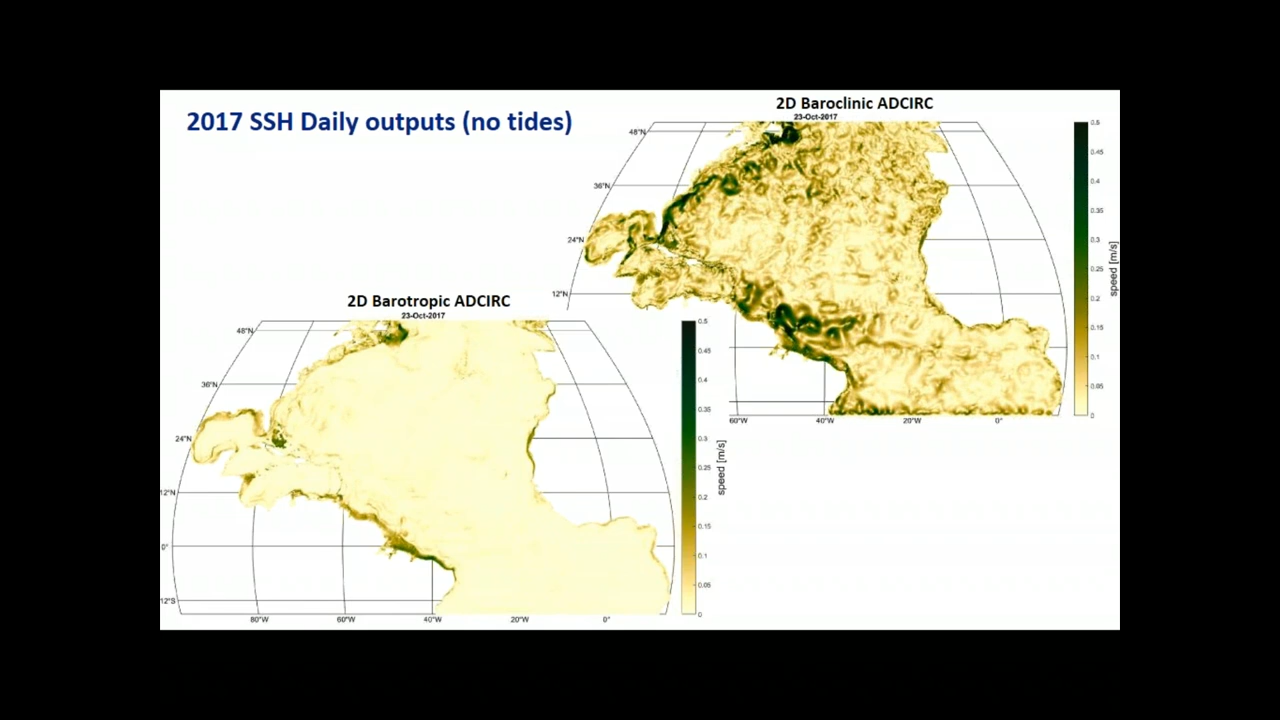 2017 SSH Daily outputs (no tides)
2D Baroclinic ADCIRC
23-Oct-2017
48°N
36°N
24°N
12°N
60°W
40°W
20°W
0°
0.5
0.45
0.4
0.35
0.3
0.25
0.2
0.15
0.1
0.05
0
speed [m/s]
2D Barotropic ADCIRC
23-Oct-2017
48°N
36°N
24°N
12°N
0°
12°S
80°W
60°W
40°W
20°W
0°
0.5
0.45
0.4
0.35
0.3
0.25
0.2
0.15
0.1
0.05
0
speed [m/s]